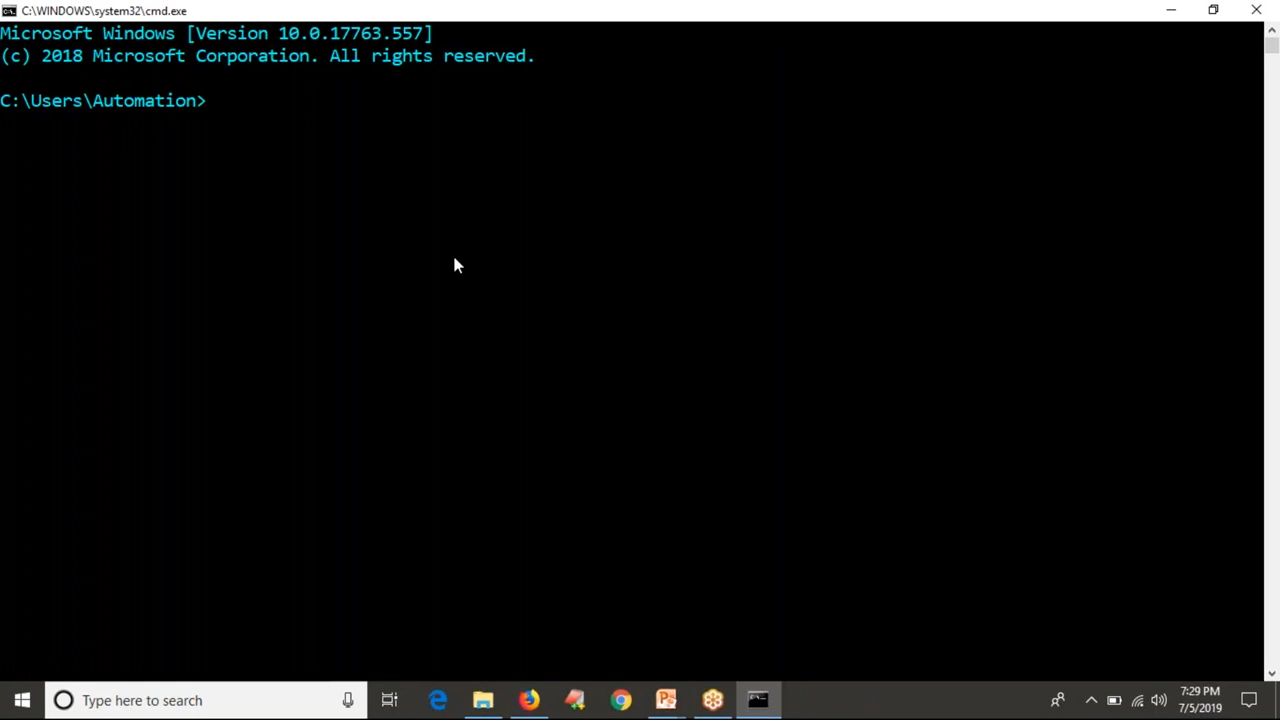 C:\WINDOWS\system32\cmd.exe
Microsoft Windows [Version 10.0.17763.557]
(c) 2018 Microsoft Corporation. All rights reserved.
C:\Users\Automation>
Type here to search
7:29 PM
7/5/2019